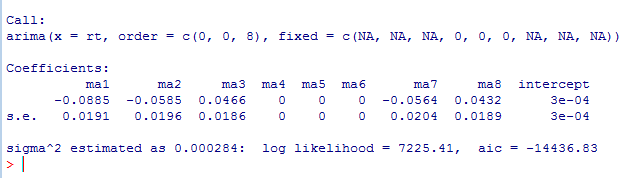 Call:
arima(x = rt, order = c(0, 0, 8), fixed = c(NA, NA, NA, 0, 0, 0, NA, NA, NA))
Coefficients:
ma1 ma2 ma3 ma4 ma5 ma6 ma7 ma8 intercept
-0.0885 -0.0585 0.0466 0 0 0 -0.0564 0.0432 3e-04
s.e. 0.0191 0.0196 0.0186 0 0 0 0.0204 0.0189 3e-04
sigma^2 estimated as 0.000284: log likelihood = 7225.41, aic = -14436.83
>